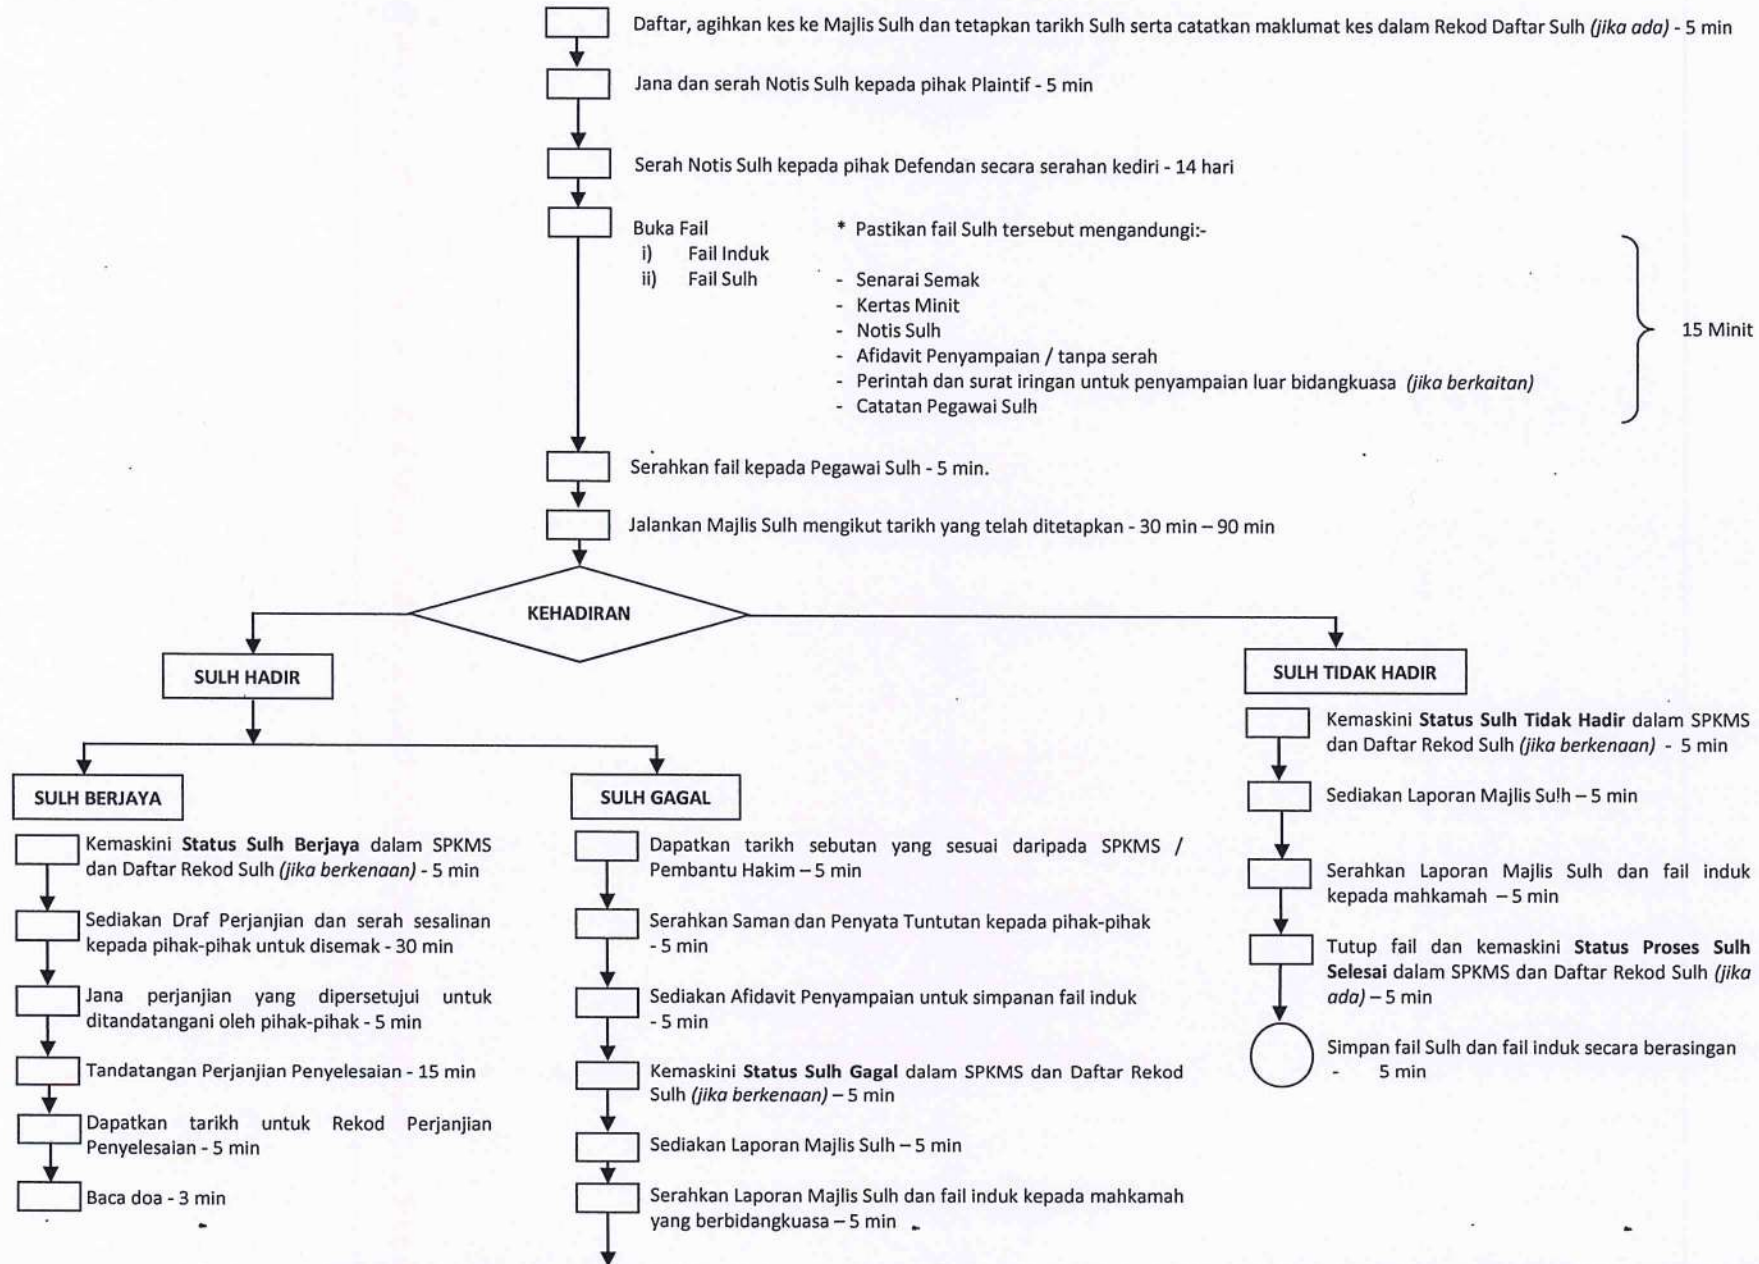 Daftar, agihkan kes ke Majlis Sulh dan tetapkan tarikh Sulh serta catatkan maklumat kes dalam Rekod Daftar Sulh (jika ada) - 5 min
Jana dan serah Notis Sulh kepada pihak Plaintif - 5 min
Serah Notis Sulh kepada pihak Defendan secara serahan kediri - 14 hari
Buka Fail
i) Fail Induk
ii) Fail Sulh
* Pastikan fail Sulh tersebut mengandungi:-
- Senarai Semak
- Kertas Minit
- Notis Sulh
- Afidavit Penyampaian / tanpa serah
- Perintah dan surat iringan untuk penyampaian luar bidangkuasa (jika berkaitan)
- Catatan Pegawai Sulh
15 Minit
Serahkan fail kepada Pegawai Sulh - 5 min.
Jalankan Majlis Sulh mengikut tarikh yang telah ditetapkan - 30 min – 90 min
KEHADIRAN
SULH HADIR
SULH BERJAYA
Kemaskini Status Sulh Berjaya dalam SPKMS
dan Daftar Rekod Sulh (jika berkenaan) - 5 min
Sediakan Draf Perjanjian dan serah sesalinan
kepada pihak-pihak untuk disemak - 30 min
Jana perjanjian yang dipersetujui untuk
ditandatangani oleh pihak-pihak - 5 min
Tandatangan Perjanjian Penyelesaian - 15 min
Dapatkan tarikh untuk Rekod Perjanjian
Penyelesaian - 5 min
Baca doa - 3 min
SULH GAGAL
Dapatkan tarikh sebutan yang sesuai daripada SPKMS /
Pembantu Hakim – 5 min
Serahkan Saman dan Penyata Tuntutan kepada pihak-pihak
- 5 min
Sediakan Afidavit Penyampaian untuk simpanan fail induk
- 5 min
Kemaskini Status Sulh Gagal dalam SPKMS dan Daftar Rekod
Sulh (jika berkenaan) – 5 min
Sediakan Laporan Majlis Sulh – 5 min
Serahkan Laporan Majlis Sulh dan fail induk kepada mahkamah
yang berbidangkuasa – 5 min
SULH TIDAK HADIR
Kemaskini Status Sulh Tidak Hadir dalam SPKMS
dan Daftar Rekod Sulh (jika berkenaan) - 5 min
Sediakan Laporan Majlis Sulh – 5 min
Serahkan Laporan Majlis Sulh dan fail induk
kepada mahkamah – 5 min
Tutup fail dan kemaskini Status Proses Sulh
Selesai dalam SPKMS dan Daftar Rekod Sulh (jika
ada) – 5 min
Simpan fail Sulh dan fail induk secara berasingan
- 5 min